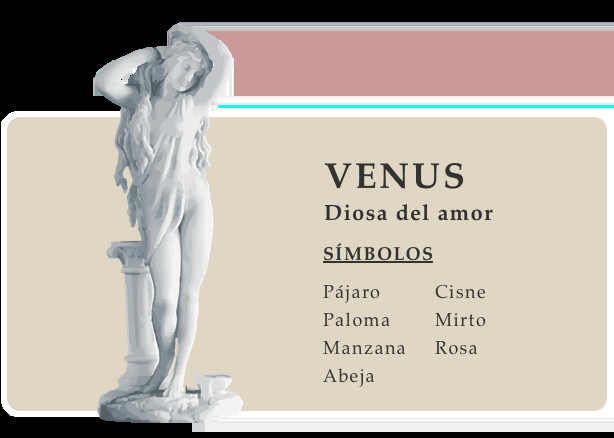 VENUS
Diosa del amor
SÍMBOLOS
Pájaro Cisne
Paloma Mirto
Manzana Rosa
Abeja